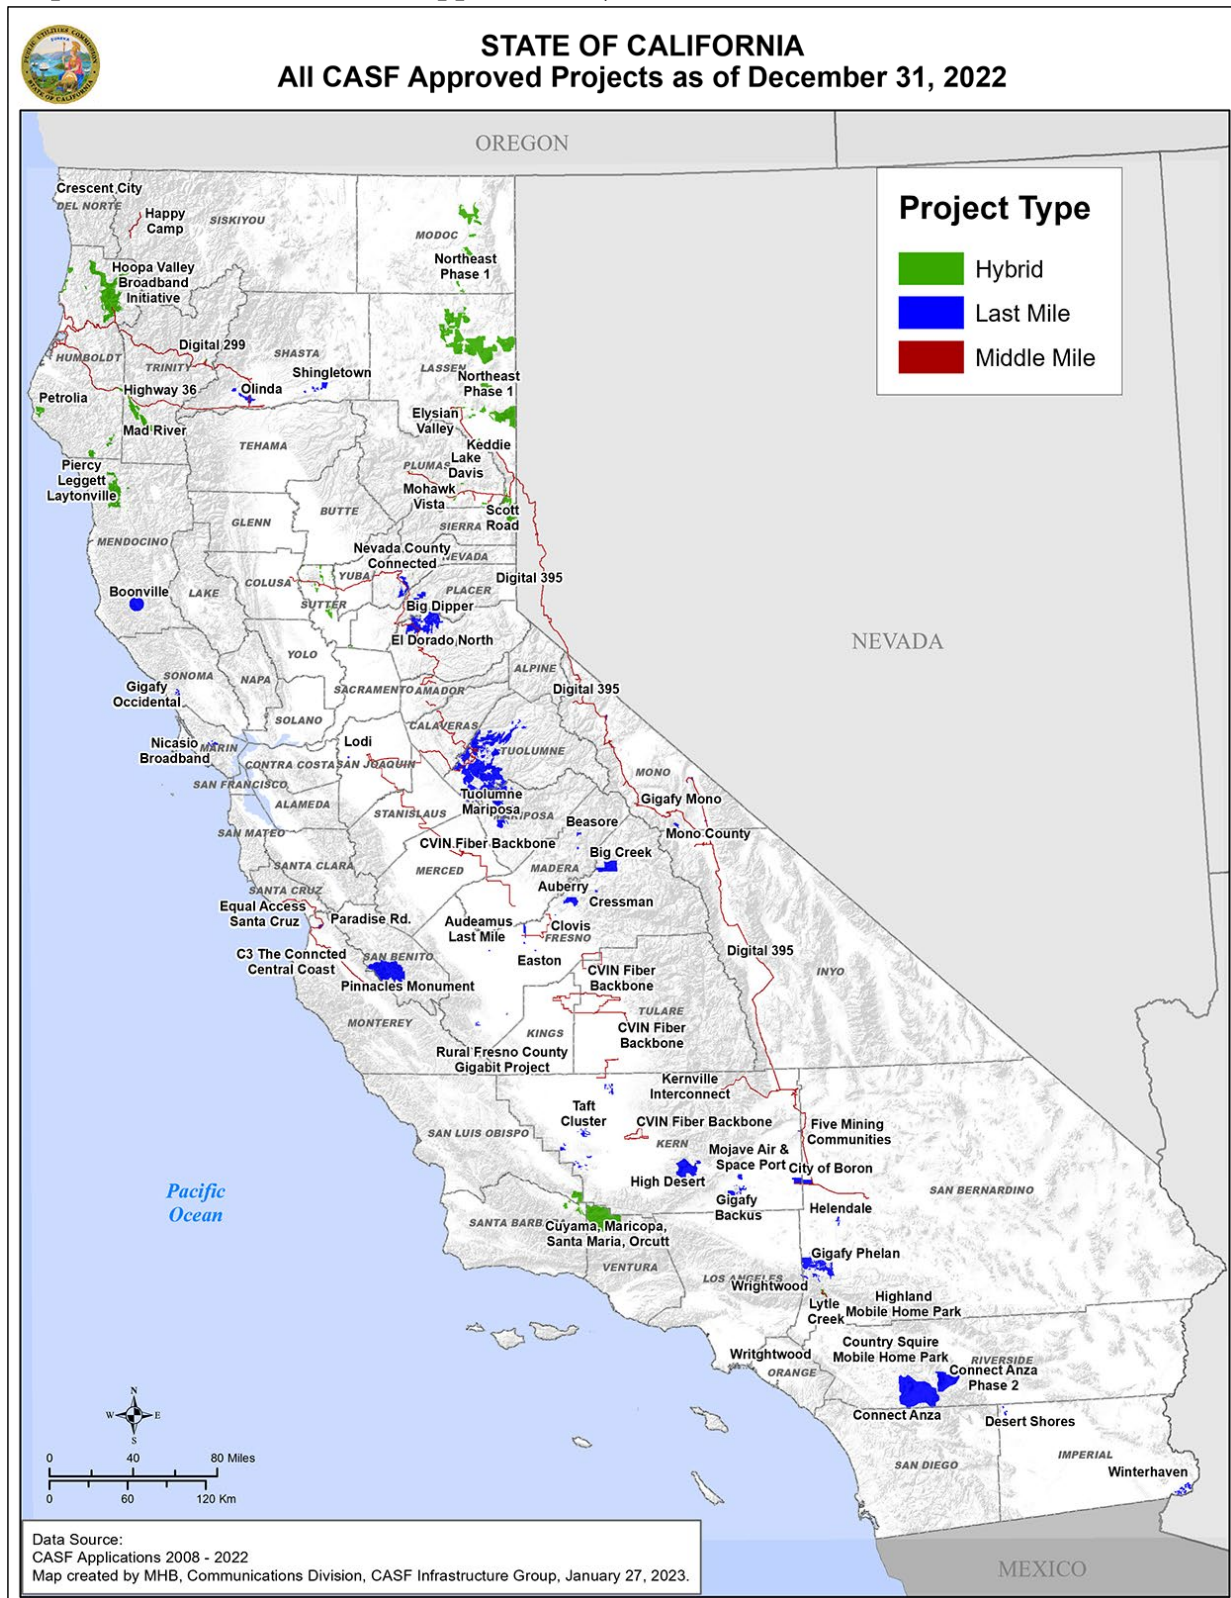 STATE OF CALIFORNIA
All CASF Approved Projects as of December 31, 2022
OREGON
Project Type
Hybrid
Last Mile
Middle Mile
Crescent City
DEL NORTE
Happy
Camp
SISKIYOU
MODOC
Northeast
Phase 1
Hoopa Valley
Broadband
Initiative
Digital 299
HUMBOLDT
TRINITY
SHASTA
Shingletown
LASSEN
Northeast
Phase 1
Petrolia
Highway 36
Olinda
Mad River
Elysian
Valley
TEHAMA
Keddie
Lake
Davis
PLUMAS
Piercy
Leggett
Laytonville
Mohawk
Vista
Scott
Road
BUTTE
GLENN
SIERRA
MENDOCINO
Nevada County
Connected
NEVADA
Digital 395
Boonville
LAKE
COLUSA
YUBA
PLACER
SUTTER
Big Dipper
El Dorado North
NEVADA
YOLO
SONOMA
NAPA
ALPINE
Gigafy
Occidental
SACRAMENTO
AMADOR
Digital 395
SOLANO
CALAVERAS
Nicasio
Broadband
MARIN
Lodi
TUOLUMNE
CONTRA COSTA
SAN JOAQUIN
MONO
SAN FRANCISCO
ALAMEDA
Tuolumne
Mariposa
RIPOSA
Gigafy Mono
STANISLAUS
SAN MATEO
Beasore
Mono County
CVIN Fiber Backbone
Big Creek
SANTA CLARA
MERCED
MADERA
SANTA CRUZ
Auberry
Cressman
Equal Access
Santa Cruz
Paradise Rd.
Audeamus
Last Mile
Clovis
FRESNO
C3 The Conncted
Central Coast
SAN BENITO
Easton
Digital 395
Pinnacles Monument
CVIN Fiber
Backbone
INYO
MONTEREY
TULARE
KINGS
CVIN Fiber
Backbone
Rural Fresno County
Gigabit Project
Kernville
Interconnect
Taft
Cluster
CVIN Fiber Backbone
Five Mining
Communities
SAN LUIS OBISPO
KERN
Mojave Air &
Space Port
City of Boron
High Desert
Pacific
Ocean
Gigafy
Backus
SAN BERNARDINO
Helendale
SANTA BARB
Cuyama, Maricopa,
Santa Maria, Orcutt
Gigafy Phelan
VENTURA
LOS ANGELES
Wrightwood
Lytle
Creek
Highland
Mobile Home Park
Country Squire
Mobile Home Park
Writghtwood
RIVERSIDE
ORANGE
Connect Anza
Phase 2
Connect Anza
Desert Shores
SAN DIEGO
IMPERIAL
Winterhaven
N
W E
S
0 40 80 Miles
0 60 120 Km
Data Source:
CASF Applications 2008 - 2022
Map created by MHB, Communications Division, CASF Infrastructure Group, January 27, 2023.
MEXICO